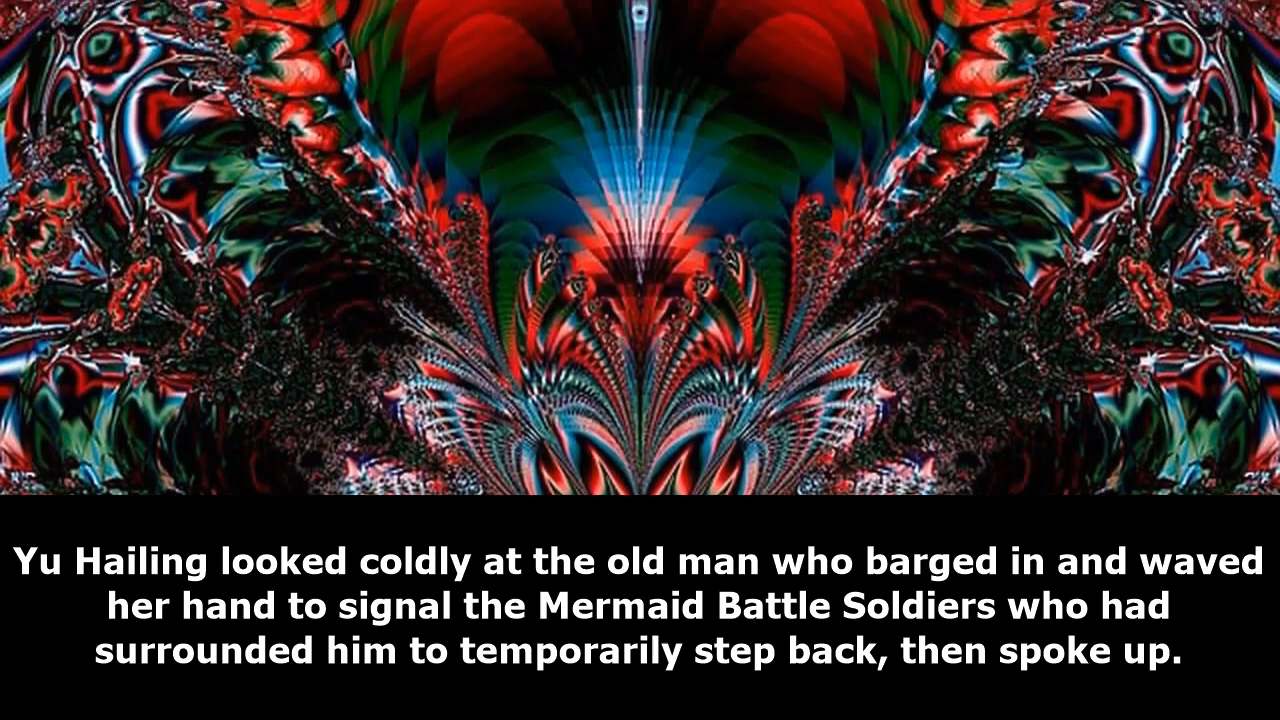 Yu Hailing looked coldly at the old man who barged in and waved
her hand to signal the Mermaid Battle Soldiers who had
surrounded him to temporarily step back, then spoke up.